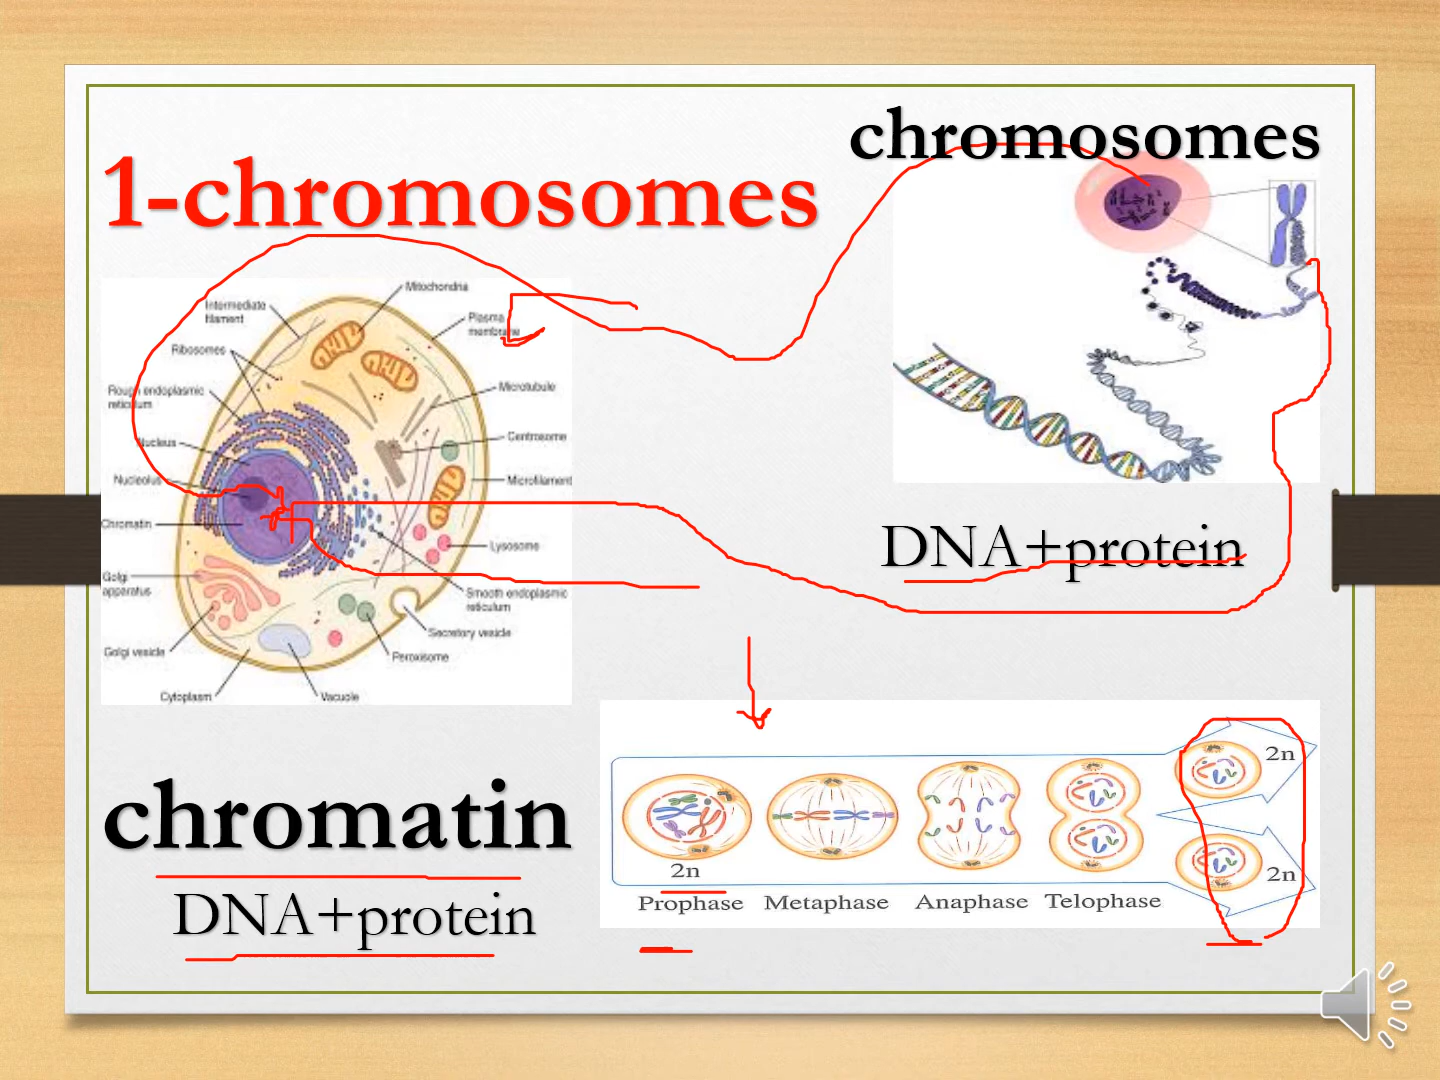 chromosomes
1-chromosomes
Mitochondria
Intermediate
filament
Plasma
membrane
Ribosomes
Rough endoplasmic
reticulum
Microtubule
Nucleus
Centrosome
Nucleolus
Microfilament
Chromatin
Lysosome
Golgi
apparatus
Smooth endoplasmic
reticulum
Secretory vesicle
Golgi vesicle
Peroxisome
Cytoplasm
Vacuole
DNA+protein
chromatin
DNA+protein
2n
2n
2n
Prophase Metaphase Anaphase Telophase